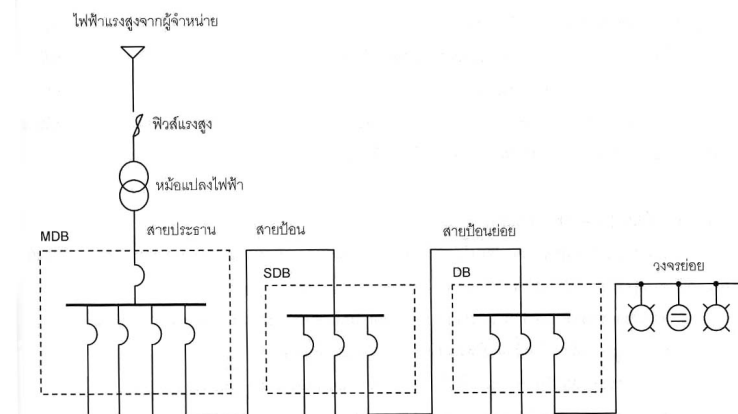 ไฟฟ้าแรงสูงจากผู้จำหน่าย
ฟิวส์แรงสูง
หม้อแปลงไฟฟ้า
MDB
สายประธาน
สายป้อน
สายป้อนย่อย
SDB
DB
วงจรย่อย